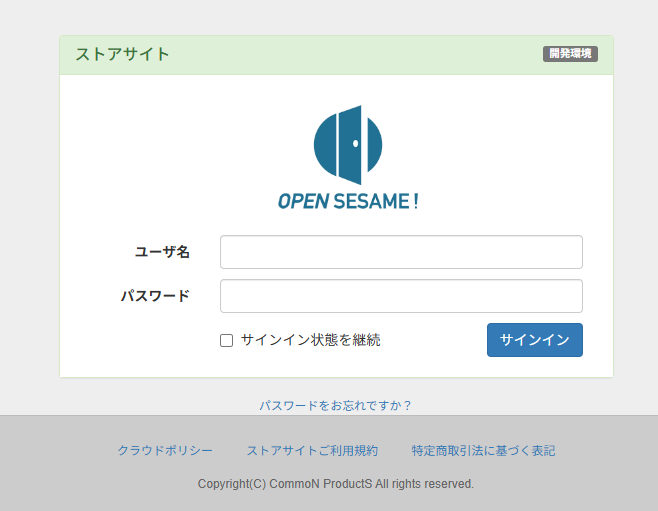 ストアサイト 開発環境
OPEN SESAME !
ユーザ名
パスワード
サインイン状態を継続 サインイン
パスワードをお忘れですか？
クラウドポリシー ストアサイトご利用規約 特定商取引法に基づく表記
Copyright(C) CommoN ProductS All rights reserved.